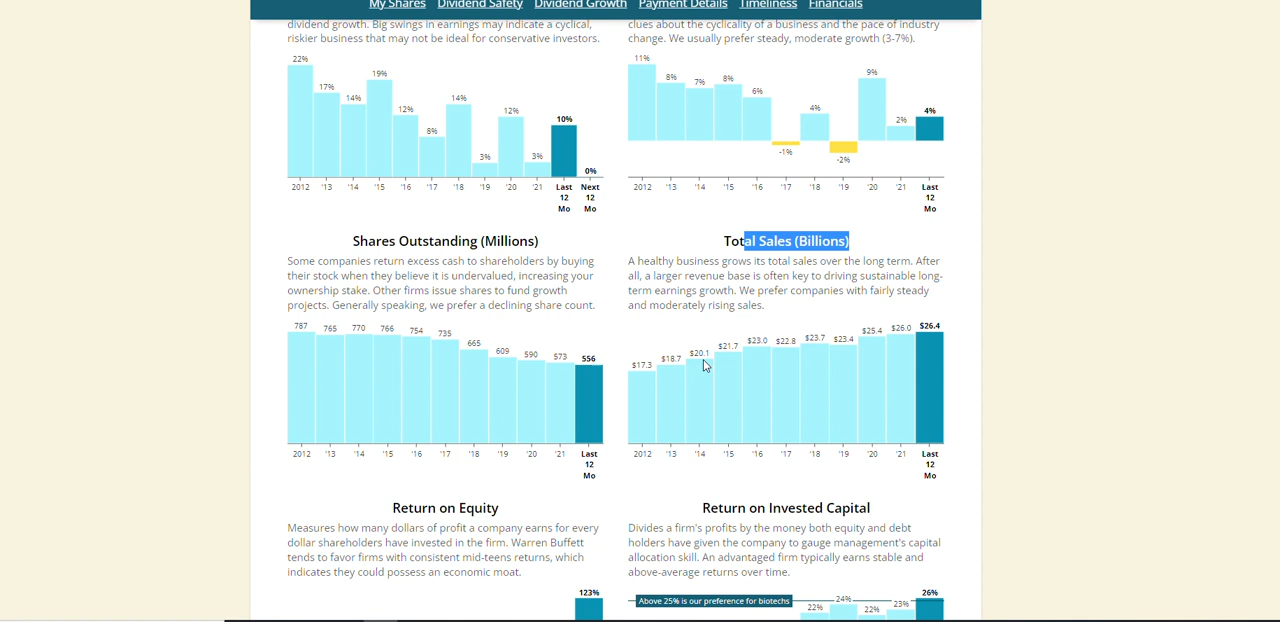 My Shares Dividend Safety Dividend Growth Payment Details Timeliness Financials
dividend growth. Big swings in earnings may indicate a cyclical,
riskier business that may not be ideal for conservative investors.
22% 17% 14% 19% 12% 8% 14% 3% 12% 3% 10% 0%
2012 '13 '14 '15 '16 '17 '18 '19 '20 '21 Last 12 Mo Next 12 Mo
clues about the cyclicality of a business and the pace of industry
change. We usually prefer steady, moderate growth (3-7%).
11% 8% 7% 8% 6% -1% 4% -2% 9% 2% 4%
2012 '13 '14 '15 '16 '17 '18 '19 '20 '21 Last 12 Mo
Shares Outstanding (Millions)
Some companies return excess cash to shareholders by buying
their stock when they believe it is undervalued, increasing your
ownership stake. Other firms issue shares to fund growth
projects. Generally speaking, we prefer a declining share count.
787 765 770 766 754 735 665 609 590 573 556
2012 '13 '14 '15 '16 '17 '18 '19 '20 '21 Last 12 Mo
Total Sales (Billions)
A healthy business grows its total sales over the long term. After
all, a larger revenue base is often key to driving sustainable long-
term earnings growth. We prefer companies with fairly steady
and moderately rising sales.
$17.3 $18.7 $20.1 $21.7 $23.0 $22.8 $23.7 $23.4 $25.4 $26.0 $26.4
2012 '13 '14 '15 '16 '17 '18 '19 '20 '21 Last 12 Mo
Return on Equity
Measures how many dollars of profit a company earns for every
dollar shareholders have invested in the firm. Warren Buffett
tends to favor firms with consistent mid-teens returns, which
indicates they could possess an economic moat.
123%
Return on Invested Capital
Divides a firm's profits by the money both equity and debt
holders have given the company to gauge management's capital
allocation skill. An advantaged firm typically earns stable and
above-average returns over time.
Above 25% is our preference for biotechs
22% 24% 22% 23% 26%